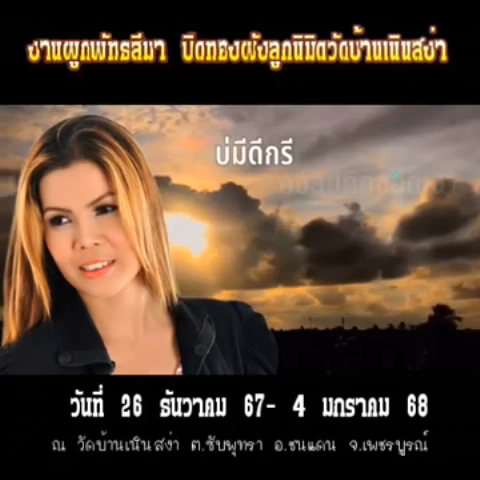 งานผูกพัทธสีมา ปิดทองฝังลูกนิมิตวัดบ้านเนินสง่า
บ่มีดีกรี
วันที่ 26 ธันวาคม 67- 4 มกราคม 68
ณ วัดบ้านเนินสง่า ต.ซับพุทรา อ.ชนแดน จ.เพชรบูรณ์